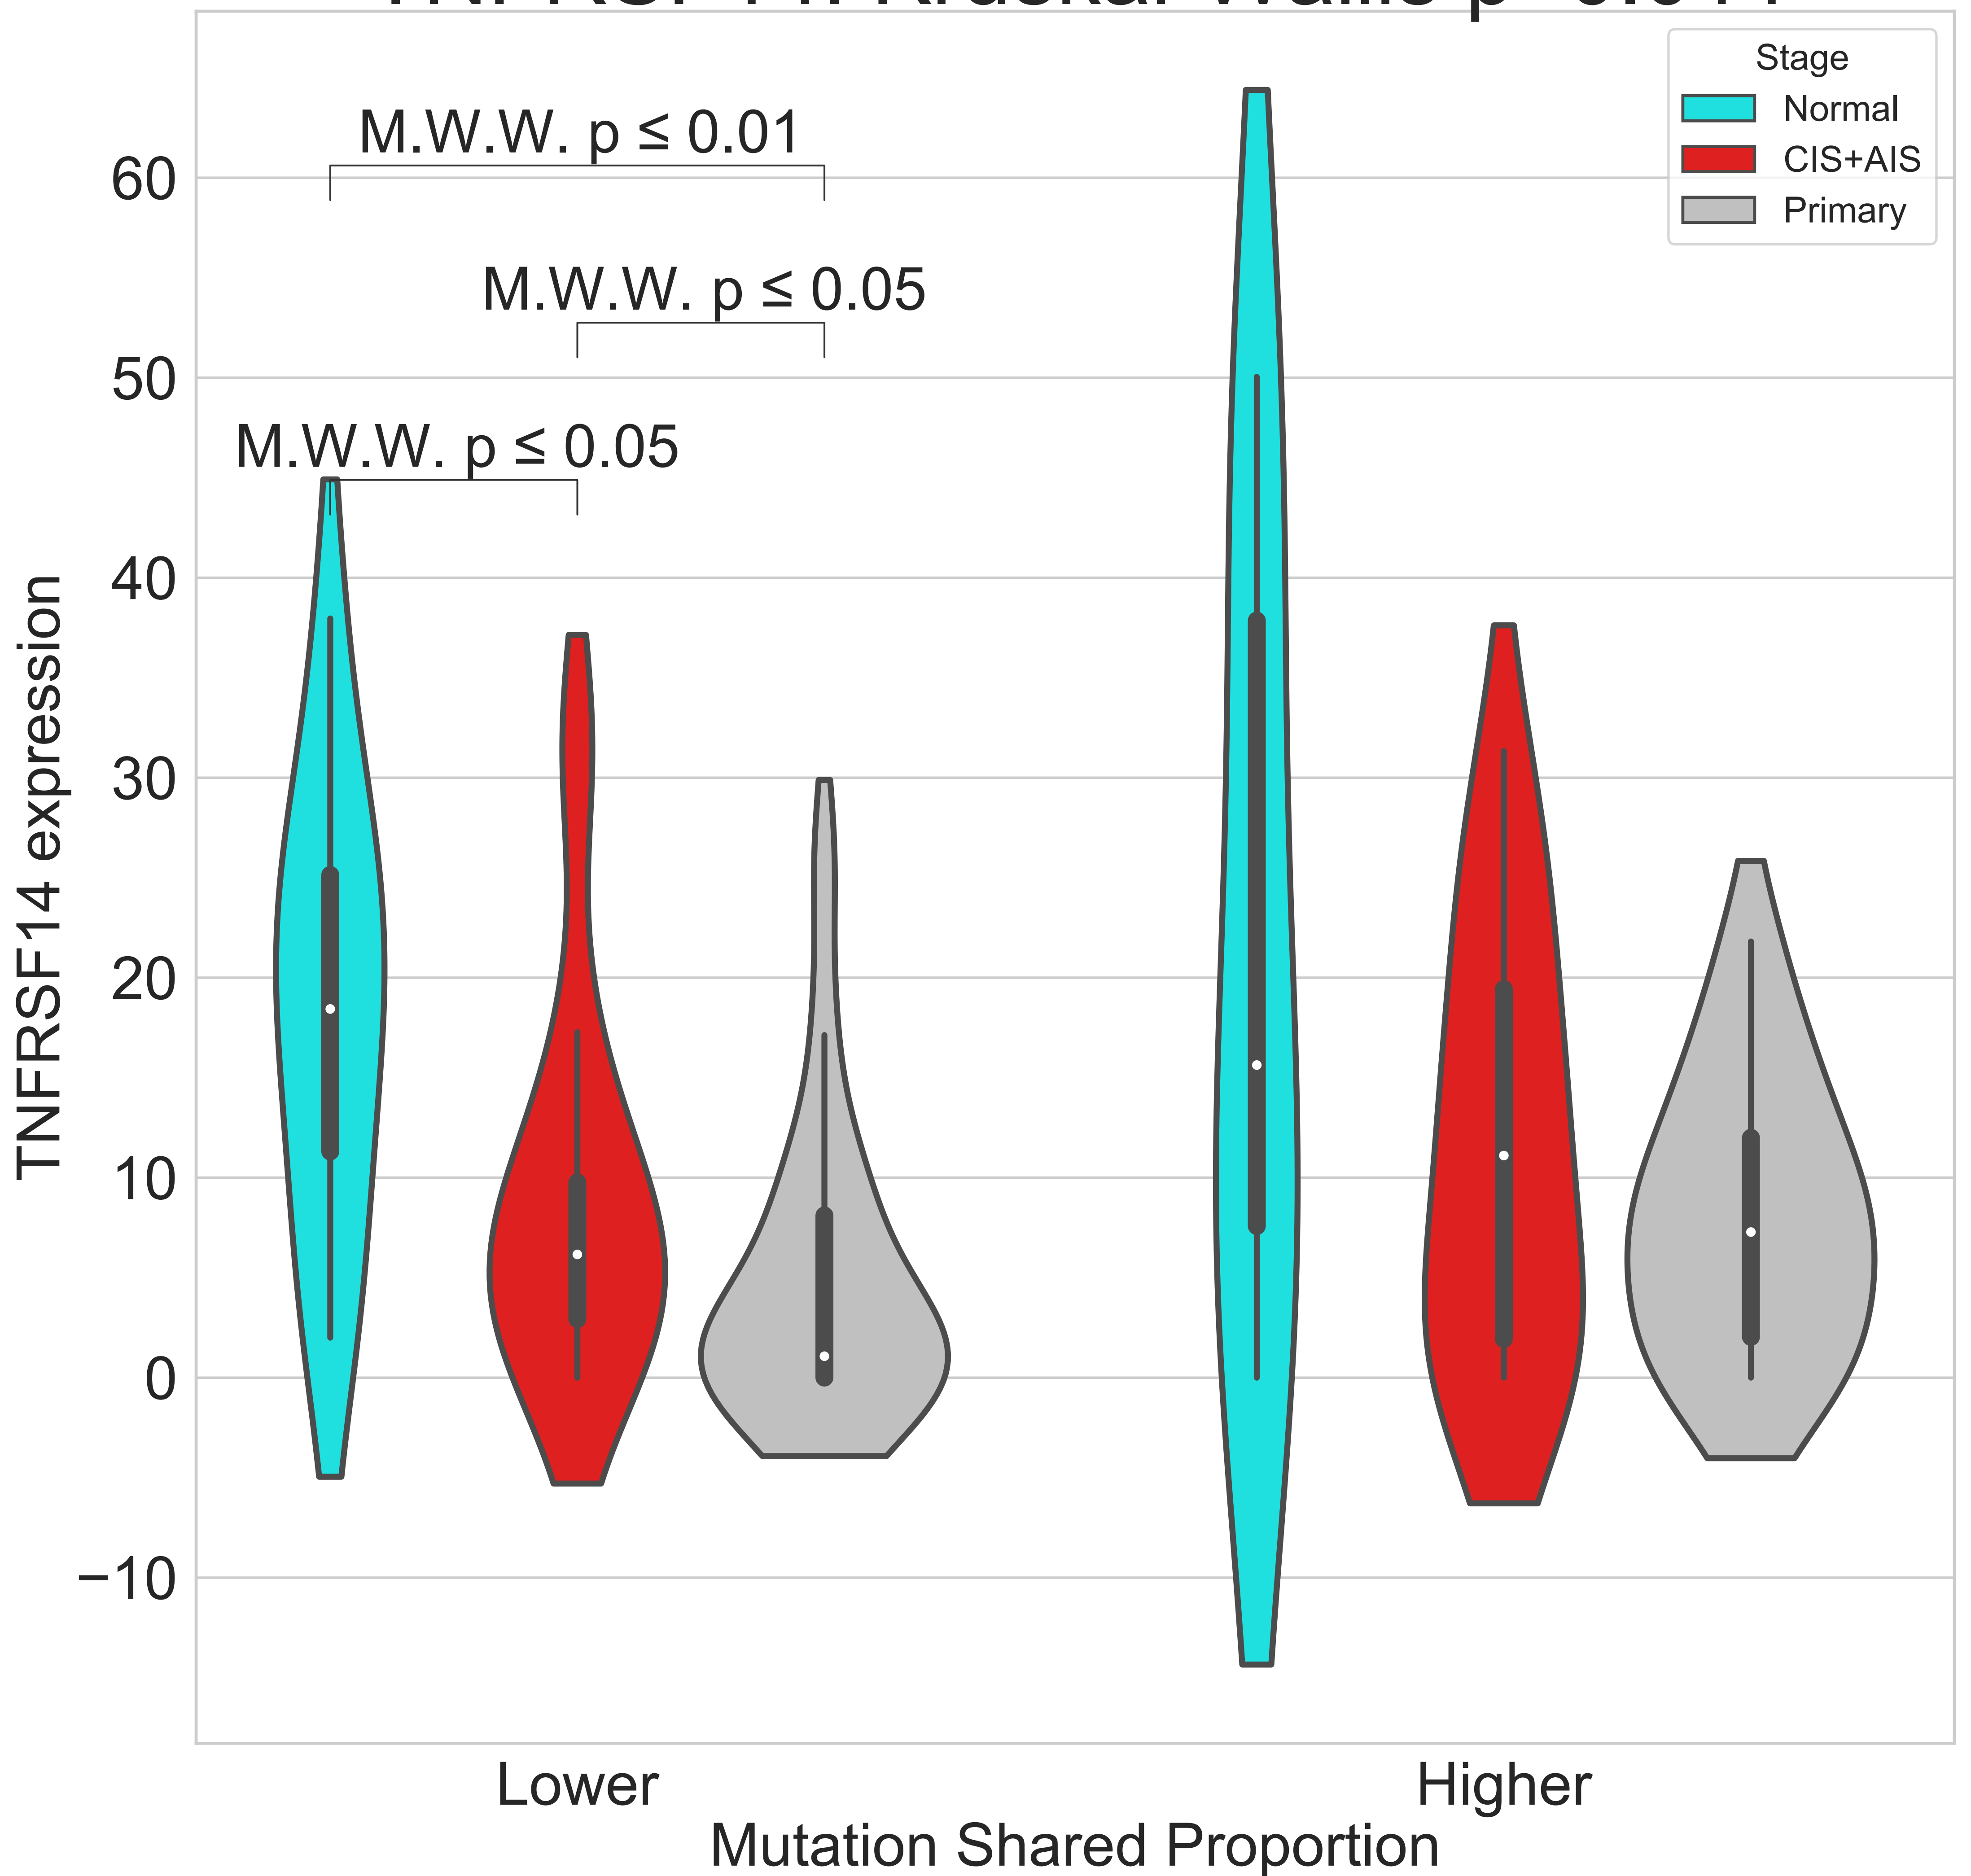 Stage
Normal
CIS+AIS
Primary
M.W.W. p ≤ 0.01
M.W.W. p ≤ 0.05
M.W.W. p ≤ 0.05
60
50
40
30
20
10
0
−10
TNFRSF14 expression
Lower
Higher
Mutation Shared Proportion